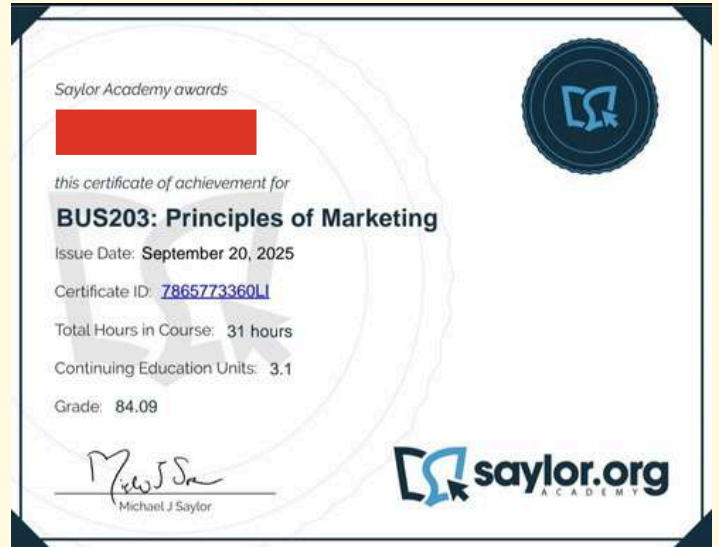 Saylor Academy awards
this certificate of achievement for
BUS203: Principles of Marketing
Issue Date: September 20, 2025
Certificate ID: 7865773360LI
Total Hours in Course: 31 hours
Continuing Education Units: 3.1
Grade: 84.09
Michael J Saylor
saylor.org
ACADEMY